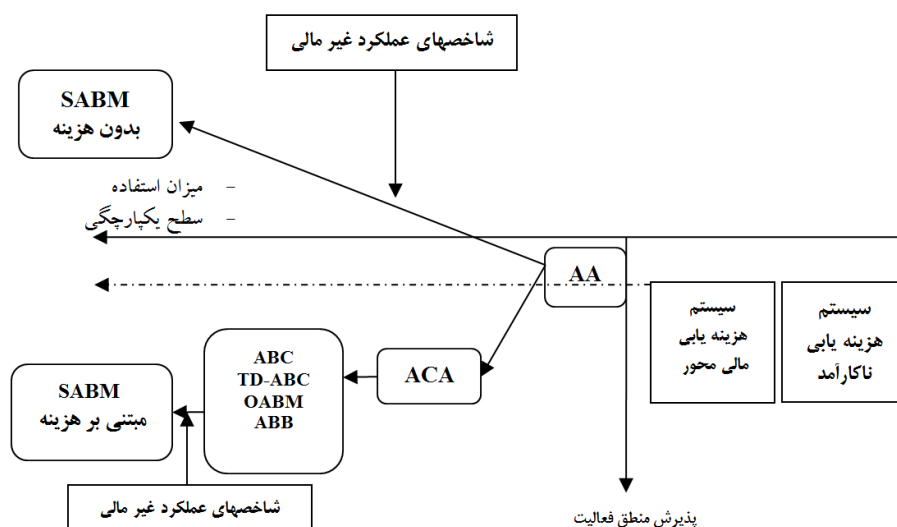 شاخصهای عملکرد غیر مالی
SABM
بدون هزینه
- میزان استفاده
- سطح یکپارچگی
AA
سیستم
هزینه یابی
مالی محور
سیستم
هزینه یابی
ناکارآمد
ABC
TD-ABC
OABM
ABB
ACA
SABM
مبتنی بر هزینه
شاخصهای عملکرد غیر مالی
پذیرش منطق فعالیت